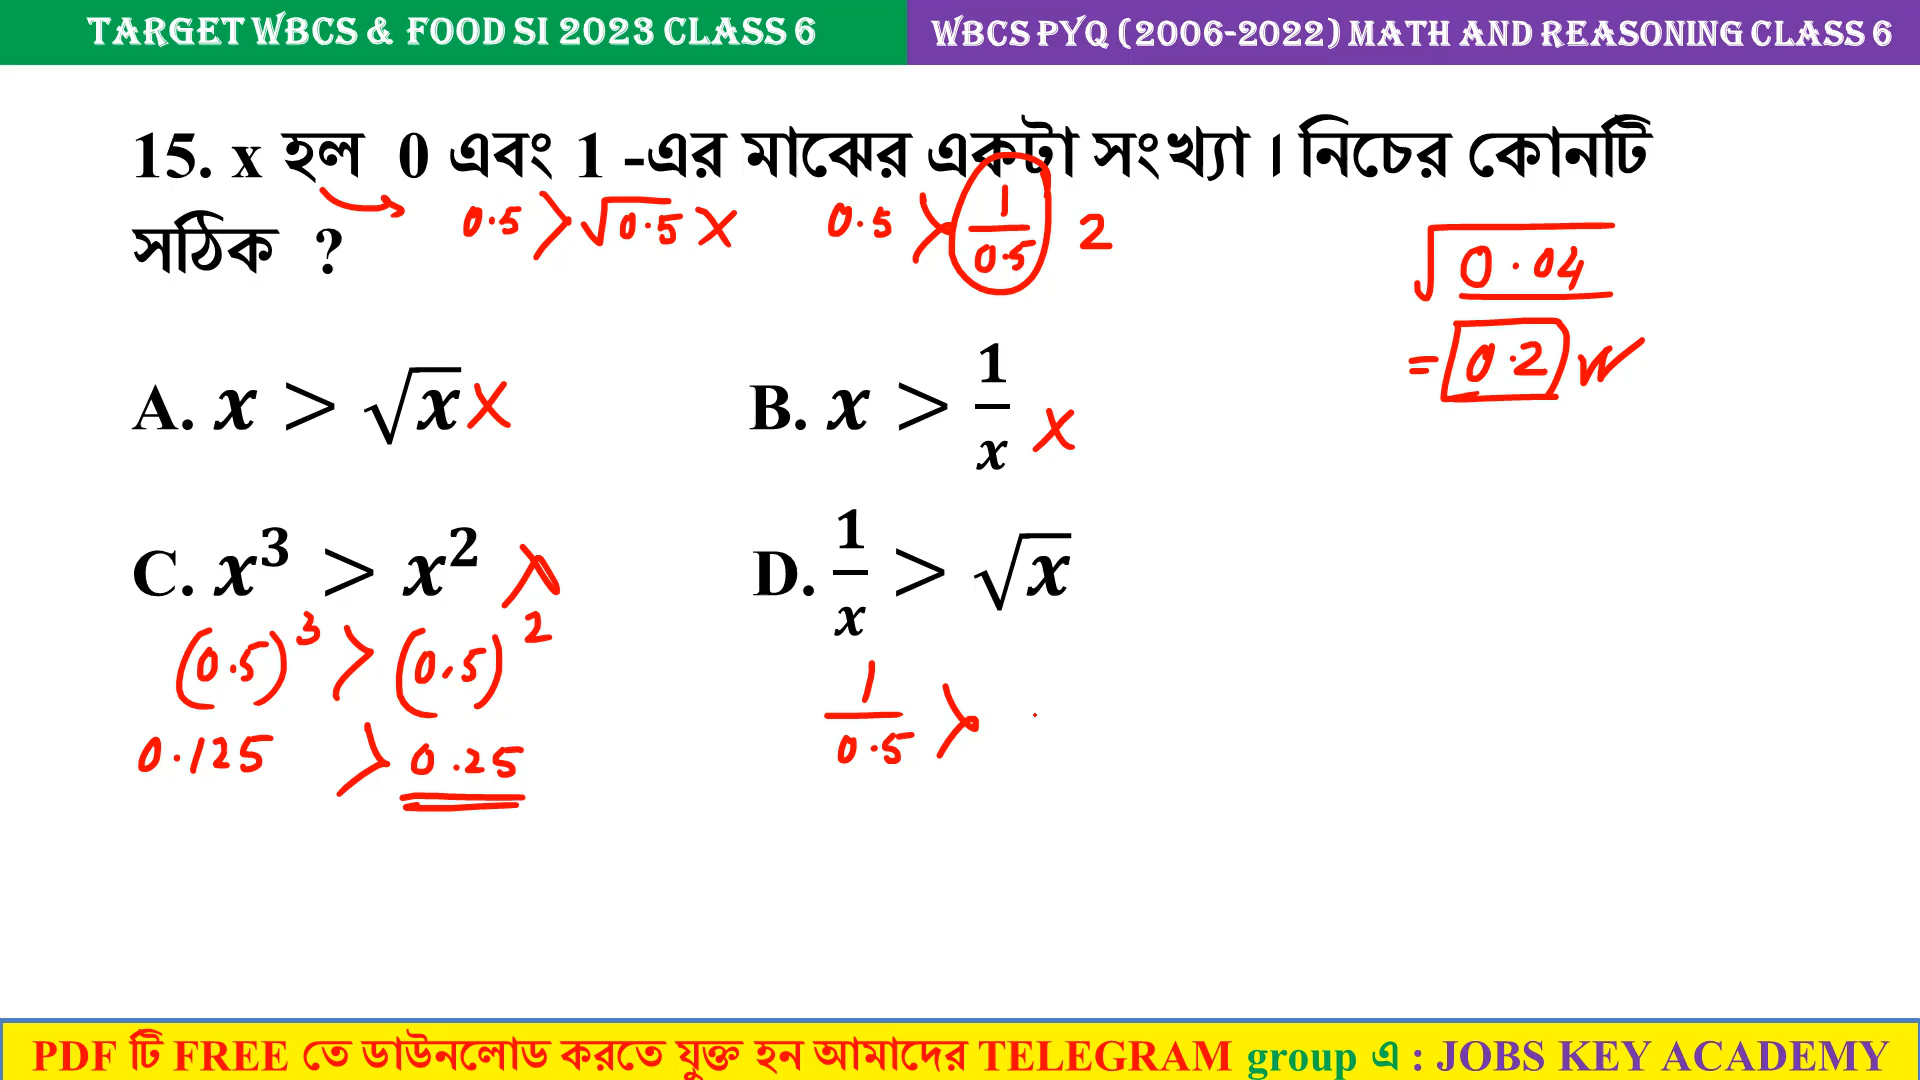 TARGET WBCS & FOOD SI 2023 CLASS 6
WBCS PYQ (2006-2022) MATH AND REASONING CLASS 6
15. x হল 0 এবং 1 -এর মাঝের একটা সংখ্যা । নিচের কোনটি
সঠিক ?
0.5 > √0.5 X
0.5 > 1/0.5 2
√0.04
= 0.2
A. x > √x X
B. x > 1/x X
C. x³ > x² X
D. 1/x > √x
(0.5)³ > (0.5)²
0.125 > 0.25
1/0.5 >
PDF টি FREE তে ডাউনলোড করতে যুক্ত হন আমাদের TELEGRAM group এ : JOBS KEY ACADEMY